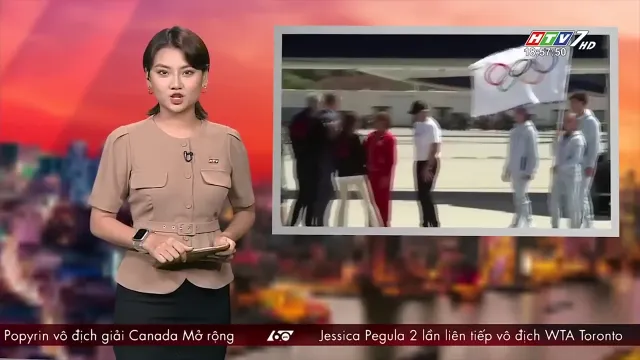 HTV7 HD
18:57:50
Popyrin vô địch giải Canada Mở rộng
60
Jessica Pegula 2 lần liên tiếp vô địch WTA Toronto